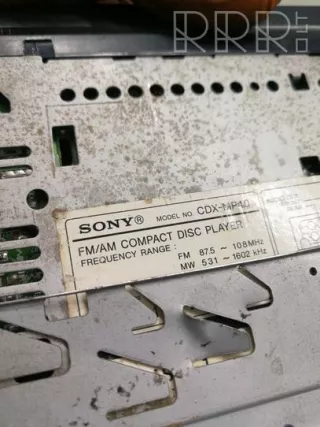 RRR.LT
SONY®
MODEL NO. CDX-MP40
FM/AM COMPACT DISC PLAYER
FREQUENCY RANGE : FM 87.5 ~ 108MHz
MW 531 ~ 1602 kHz